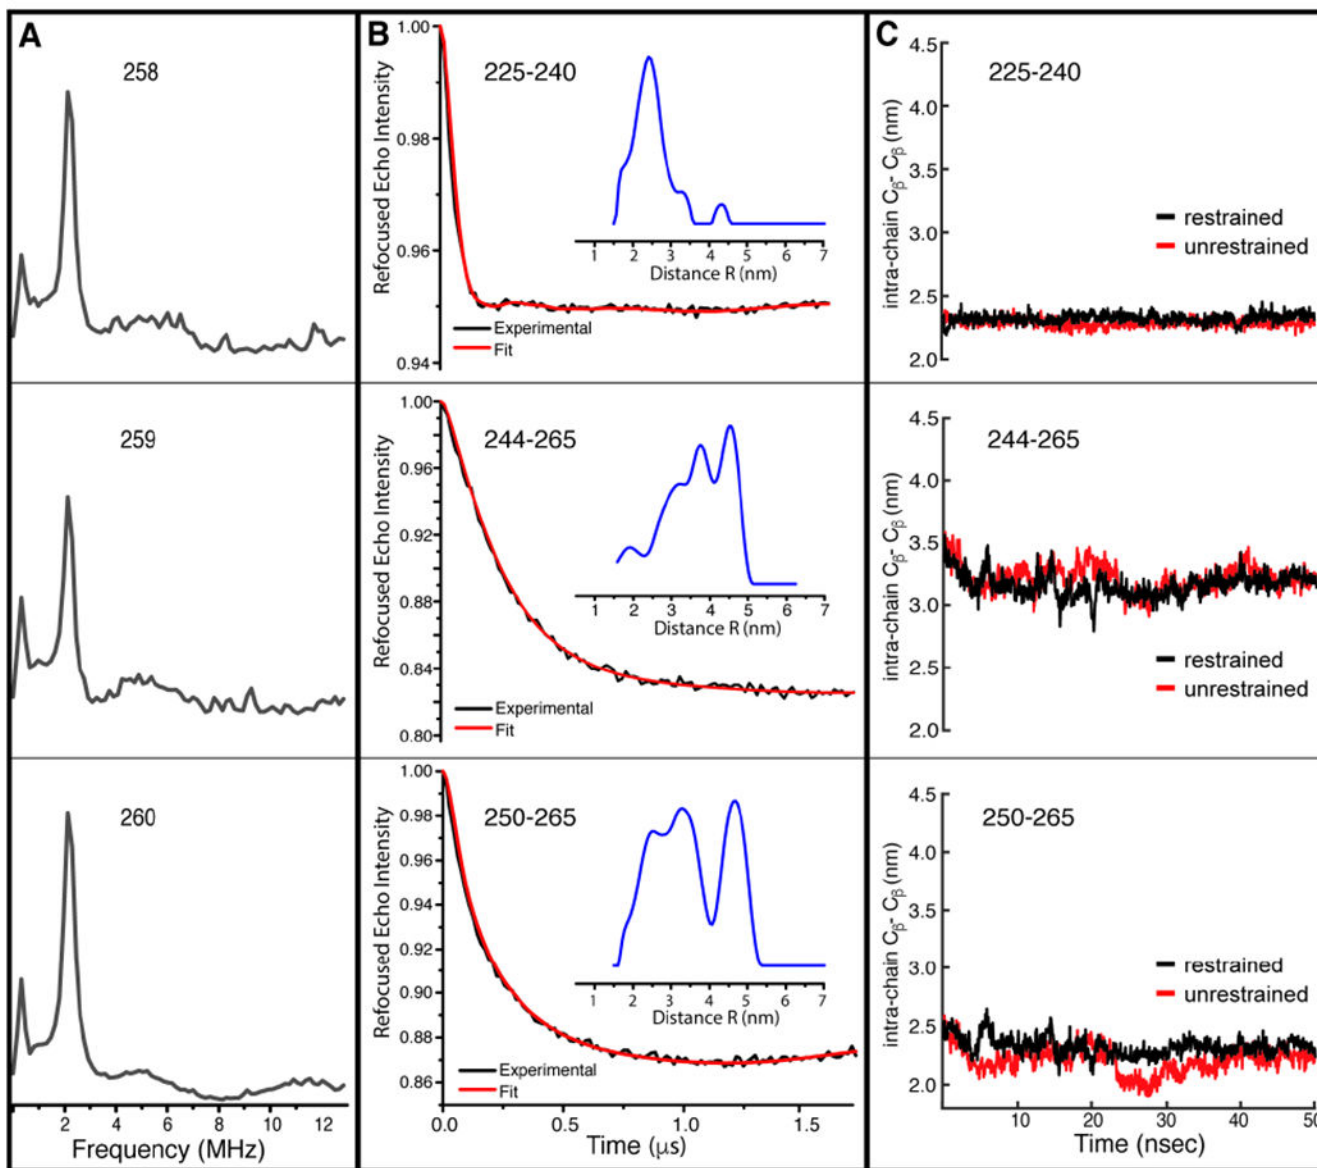 A
258
259
260
2
4
6
8
10
12
Frequency (MHz)
B
225-240
1.00
0.98
0.96
0.94
Refocused Echo Intensity
1 2 3 4 5 6 7
Distance R (nm)
Experimental
Fit
244-265
1.00
0.96
0.92
0.88
0.84
0.80
Refocused Echo Intensity
1 2 3 4 5 6 7
Distance R (nm)
Experimental
Fit
250-265
1.00
0.98
0.96
0.94
0.92
0.90
0.88
0.86
Refocused Echo Intensity
1 2 3 4 5 6 7
Distance R (nm)
Experimental
Fit
0.0 0.5 1.0 1.5
Time (μs)
C
225-240
4.5
4.0
3.5
3.0
2.5
2.0
intra-chain Cβ- Cβ (nm)
restrained
unrestrained
244-265
4.5
4.0
3.5
3.0
2.5
2.0
intra-chain Cβ- Cβ (nm)
restrained
unrestrained
250-265
4.5
4.0
3.5
3.0
2.5
2.0
intra-chain Cβ- Cβ (nm)
restrained
unrestrained
10 20 30 40 50
Time (nsec)